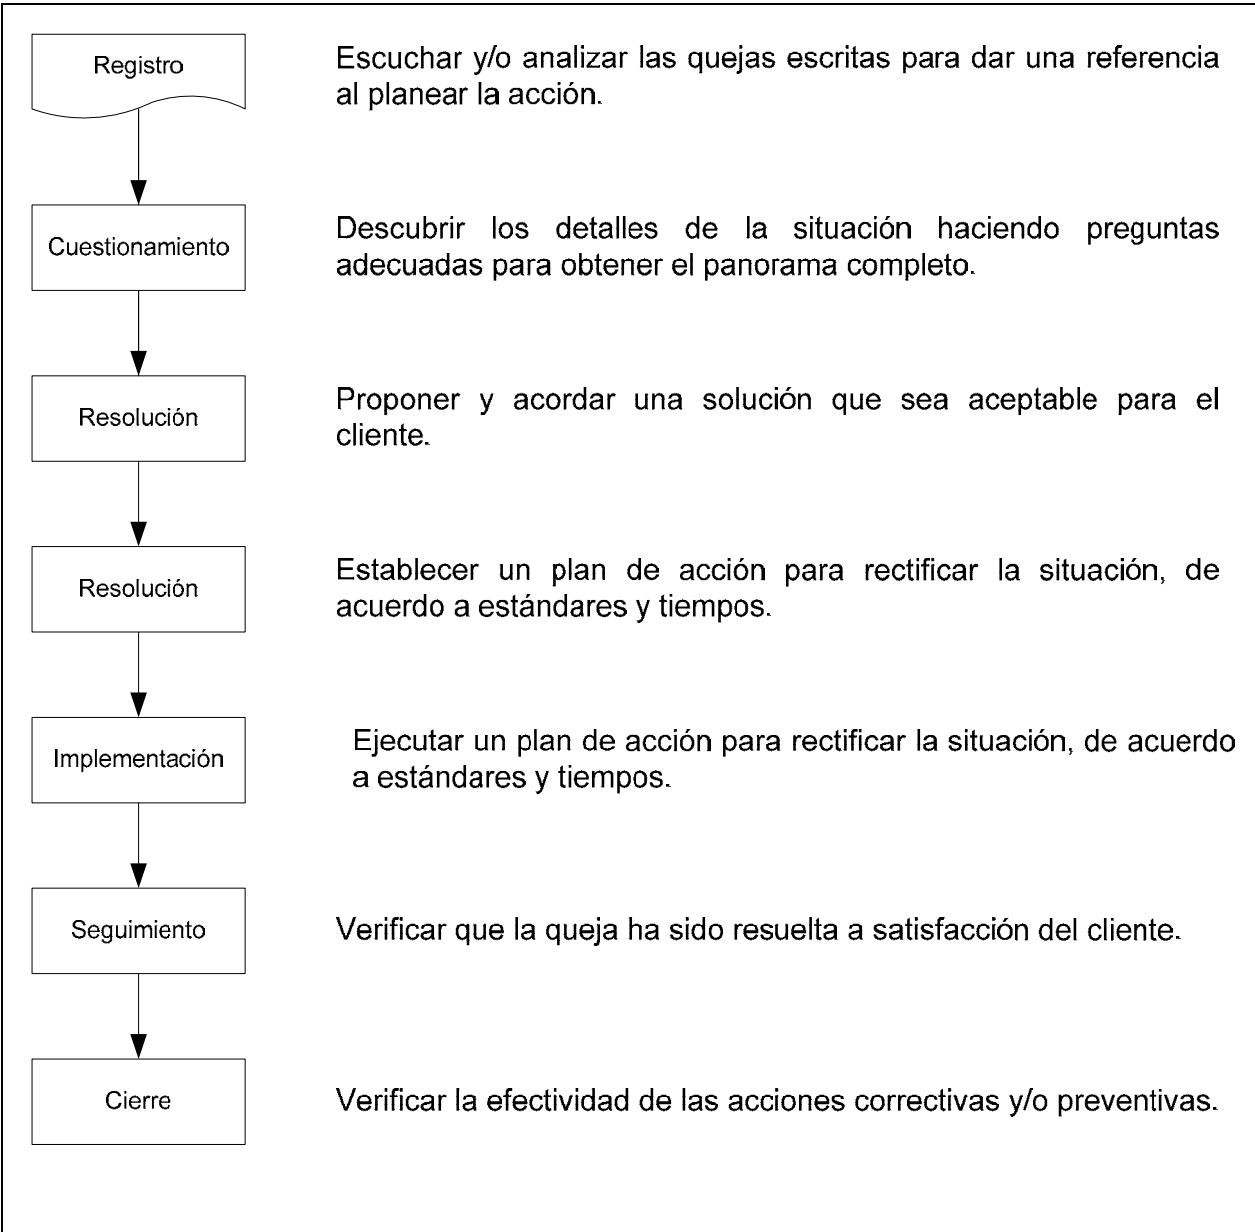 Registro
Escuchar y/o analizar las quejas escritas para dar una referencia
al planear la acción.
Cuestionamiento
Descubrir los detalles de la situación haciendo preguntas
adecuadas para obtener el panorama completo.
Resolución
Proponer y acordar una solución que sea aceptable para el
cliente.
Resolución
Establecer un plan de acción para rectificar la situación, de
acuerdo a estándares y tiempos.
Implementación
Ejecutar un plan de acción para rectificar la situación, de acuerdo
a estándares y tiempos.
Seguimiento
Verificar que la queja ha sido resuelta a satisfacción del cliente.
Cierre
Verificar la efectividad de las acciones correctivas y/o preventivas.